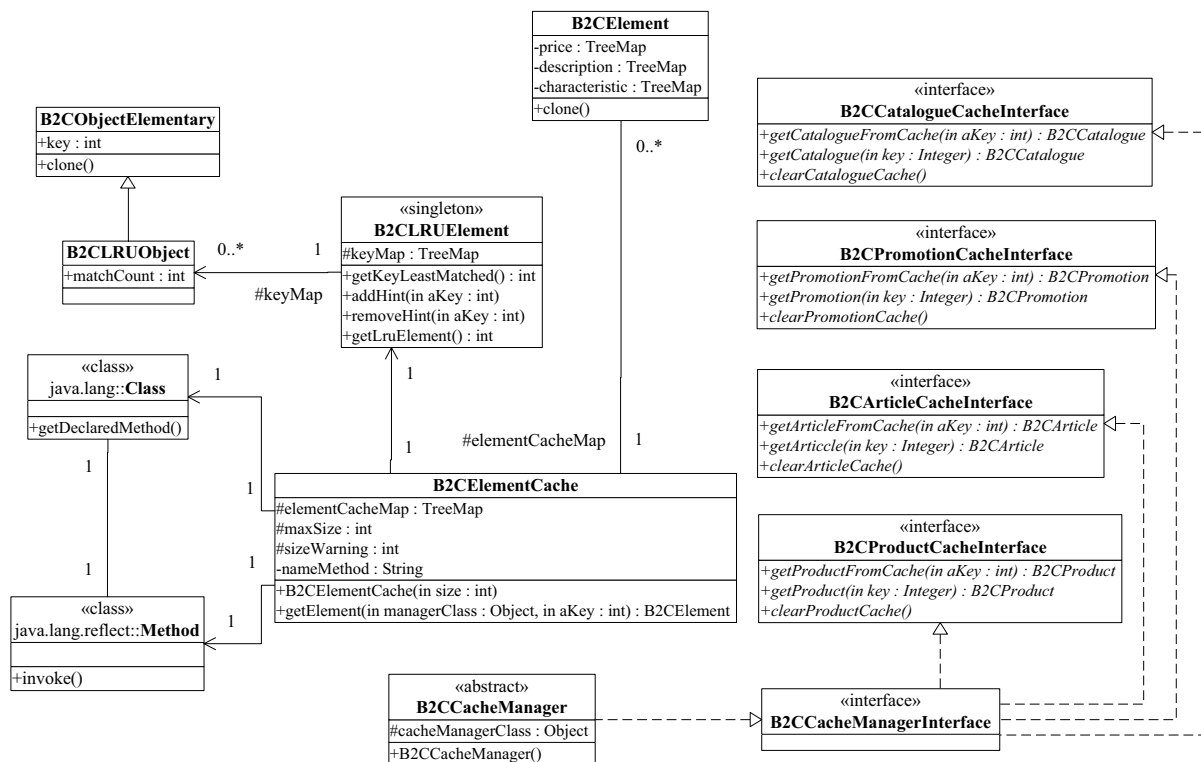 B2CElement
-price : TreeMap
-description : TreeMap
-characteristic : TreeMap
+clone()
0..*
B2CObjectElementary
+key : int
+clone()
B2CLRUObject
+matchCount : int
0..*
1
#keyMap
«singleton»
B2CLRUElement
#keyMap : TreeMap
+getKeyLeastMatched() : int
+addHint(in aKey : int)
+removeHint(in aKey : int)
+getLruElement() : int
1
1
#elementCacheMap
1
«class»
java.lang::Class
+getDeclaredMethod()
1
1
1
1
«class»
java.lang.reflect::Method
+invoke()
1
1
B2CElementCache
#elementCacheMap : TreeMap
#maxSize : int
#sizeWarning : int
-nameMethod : String
+B2CElementCache(in size : int)
+getElement(in managerClass : Object, in aKey : int) : B2CElement
«interface»
B2CCatalogueCacheInterface
+getCatalogueFromCache(in aKey : int) : B2CCatalogue
+getCatalogue(in key : Integer) : B2CCatalogue
+clearCatalogueCache()
«interface»
B2CPromotionCacheInterface
+getPromotionFromCache(in aKey : int) : B2CPromotion
+getPromotion(in key : Integer) : B2CPromotion
+clearPromotionCache()
«interface»
B2CArticleCacheInterface
+getArticleFromCache(in aKey : int) : B2CArticle
+getArticcle(in key : Integer) : B2CArticle
+clearArticleCache()
«interface»
B2CProductCacheInterface
+getProductFromCache(in aKey : int) : B2CProduct
+getProduct(in key : Integer) : B2CProduct
+clearProductCache()
«abstract»
B2CCacheManager
#cacheManagerClass : Object
+B2CCacheManager()
«interface»
B2CCacheManagerInterface